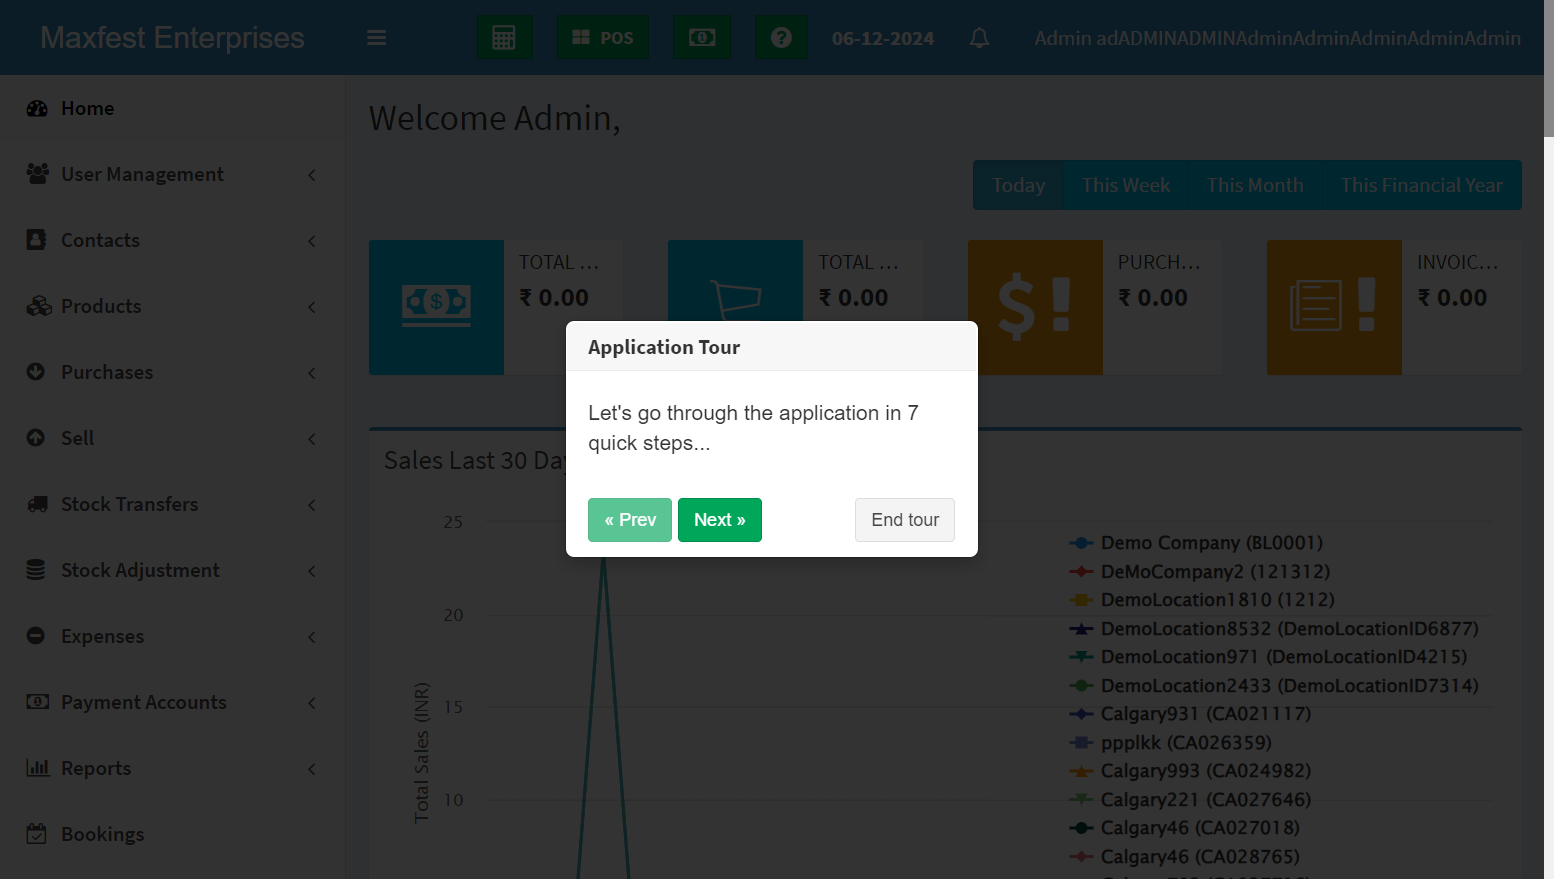 Maxfest Enterprises
POS
06-12-2024
Admin adADMINADMINAdminAdminAdminAdminAdmin
Home
User Management
Contacts
Products
Purchases
Sell
Stock Transfers
Stock Adjustment
Expenses
Payment Accounts
Reports
Bookings
Welcome Admin,
Today This Week This Month This Financial Year
TOTAL ...
₹ 0.00
TOTAL ...
₹ 0.00
PURCH...
₹ 0.00
INVOIC...
₹ 0.00
Application Tour
Let's go through the application in 7
quick steps...
« Prev Next » End tour
Sales Last 30 Da
Total Sales (INR)
25
20
15
10
Demo Company (BL0001)
DeMoCompany2 (121312)
DemoLocation1810 (1212)
DemoLocation8532 (DemoLocationID6877)
DemoLocation971 (DemoLocationID4215)
DemoLocation2433 (DemoLocationID7314)
Calgary931 (CA021117)
ppplkk (CA026359)
Calgary993 (CA024982)
Calgary221 (CA027646)
Calgary46 (CA027018)
Calgary46 (CA028765)